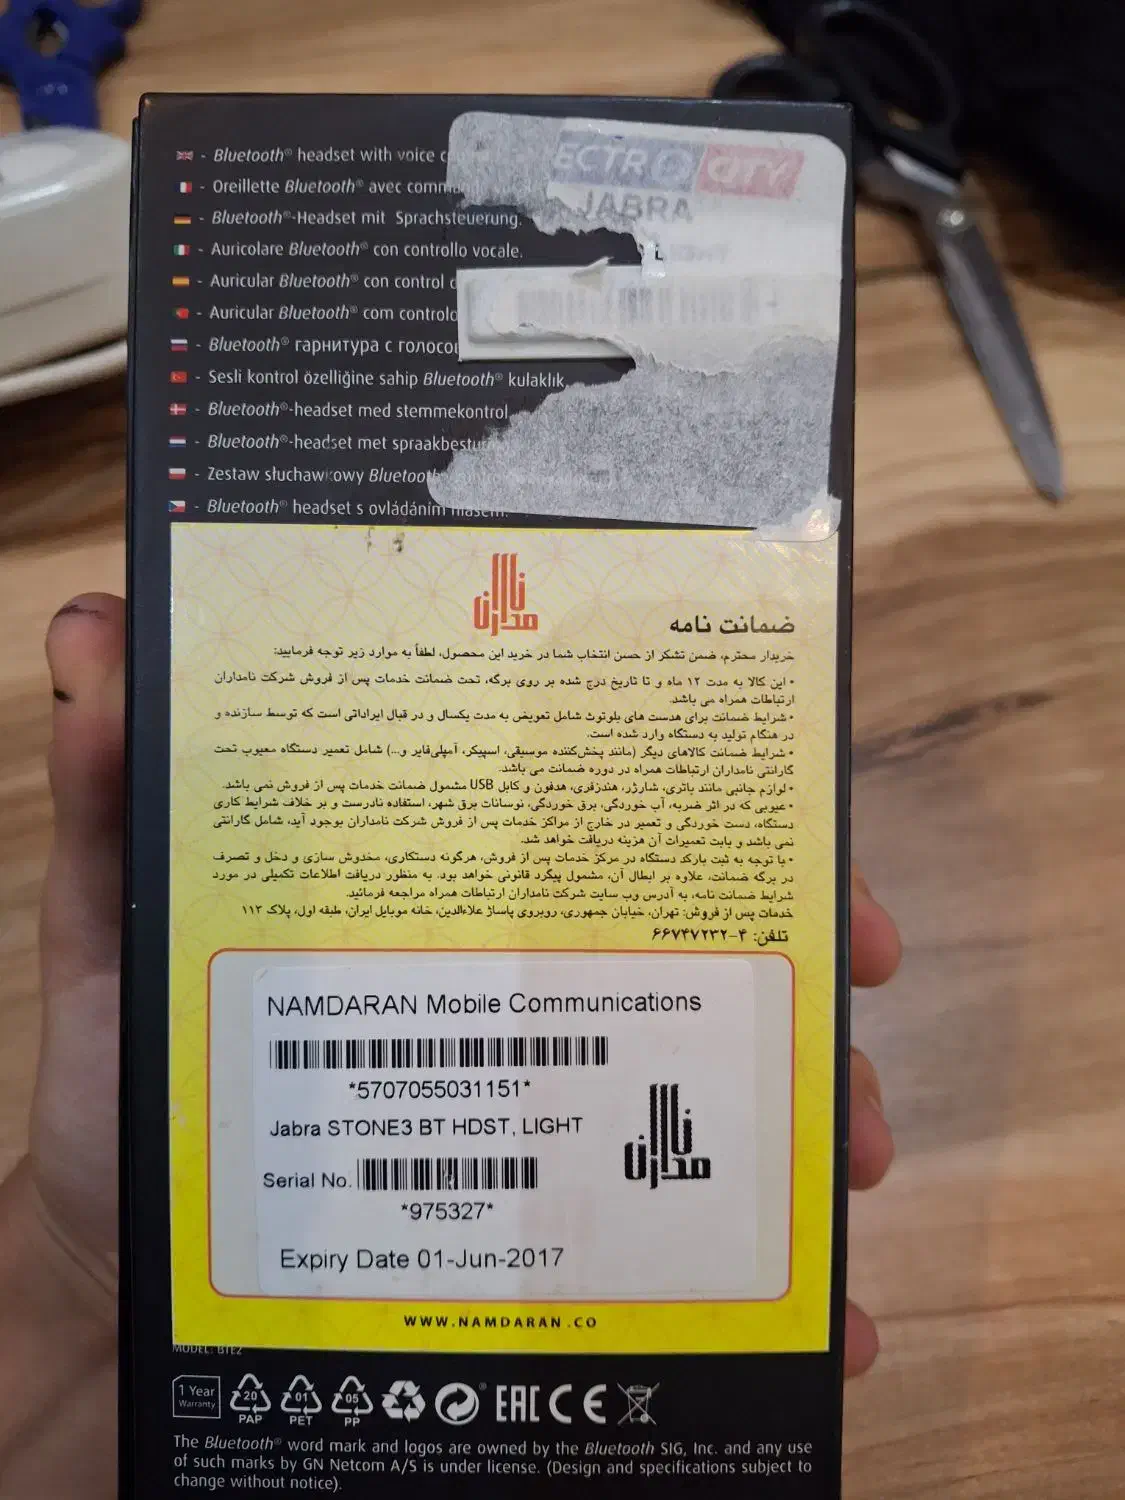 - Bluetooth® headset with voice
- Oreillette Bluetooth® avec
- Bluetooth®-Headset mit Sprachsteuerung.
- Auricolare Bluetooth® con controllo vocale.
- Auricular Bluetooth® con control
- Auricular Bluetooth® com
- Bluetooth® гарнитура с
- Sesli kontrol özelliğine sahip Bluetooth® kulaklık.
- Bluetooth®-headset med stemmekontrol.
- Bluetooth®-headset met
- Zestaw słuchawkowy
- Bluetooth® headset s ovládáním hlasem.
CITY
JABRA
LIGHT
نامدارن
ضمانت نامه
خریدار محترم، ضمن تشکر از حسن انتخاب شما در خرید این محصول، لطفاً به موارد زیر توجه فرمایید:
• این کالا به مدت ۱۲ ماه و تا تاریخ درج شده بر روی برگه، تحت ضمانت خدمات پس از فروش شرکت نامداران
ارتباطات همراه می باشد.
• شرایط ضمانت برای هدست های بلوتوث شامل تعویض به مدت یکسال و در قبال ایراداتی است که توسط سازنده و
در هنگام تولید به دستگاه وارد شده است.
• شرایط ضمانت کالاهای دیگر (مانند پخش‌کننده موسیقی، اسپیکر، آمپلی‌فایر و...) شامل تعمیر دستگاه معیوب تحت
گارانتی نامداران ارتباطات همراه در دوره ضمانت می باشد.
• لوازم جانبی مانند باتری، شارژر، هندزفری، هدفون و کابل USB مشمول ضمانت خدمات پس از فروش نمی باشد.
• عیوبی که در اثر ضربه، آب خوردگی، برق خوردگی، نوسانات برق شهر، استفاده نادرست و بر خلاف شرایط کاری
دستگاه، دست خوردگی و تعمیر در خارج از مراکز خدمات پس از فروش شرکت نامداران بوجود آید، شامل گارانتی
نمی باشد و بابت تعمیرات آن هزینه دریافت خواهد شد.
• با توجه به ثبت بارکد دستگاه در مرکز خدمات پس از فروش، هرگونه دستکاری، مخدوش سازی و دخل و تصرف
در برگه ضمانت، علاوه بر ابطال آن، مشمول پیگرد قانونی خواهد بود. به منظور دریافت اطلاعات تکمیلی در مورد
شرایط ضمانت نامه، به آدرس وب سایت شرکت نامداران ارتباطات همراه مراجعه فرمائید.
خدمات پس از فروش: تهران، خیابان جمهوری، روبروی پاساژ علاءالدین، خانه موبایل ایران، طبقه اول، پلاک ۱۱۳
تلفن: ۴-۶۶۷۴۷۲۳۲
NAMDARAN Mobile Communications
*5707055031151*
Jabra STONE3 BT HDST, LIGHT
نامدارن
Serial No.
*975327*
Expiry Date 01-Jun-2017
WWW.NAMDARAN.CO
MODEL: BTE2
1 Year
Warranty
20
PAP
01
PET
05
PP
EAC CE
The Bluetooth® word mark and logos are owned by the Bluetooth SIG, Inc. and any use
of such marks by GN Netcom A/S is under license. (Design and specifications subject to
change without notice).